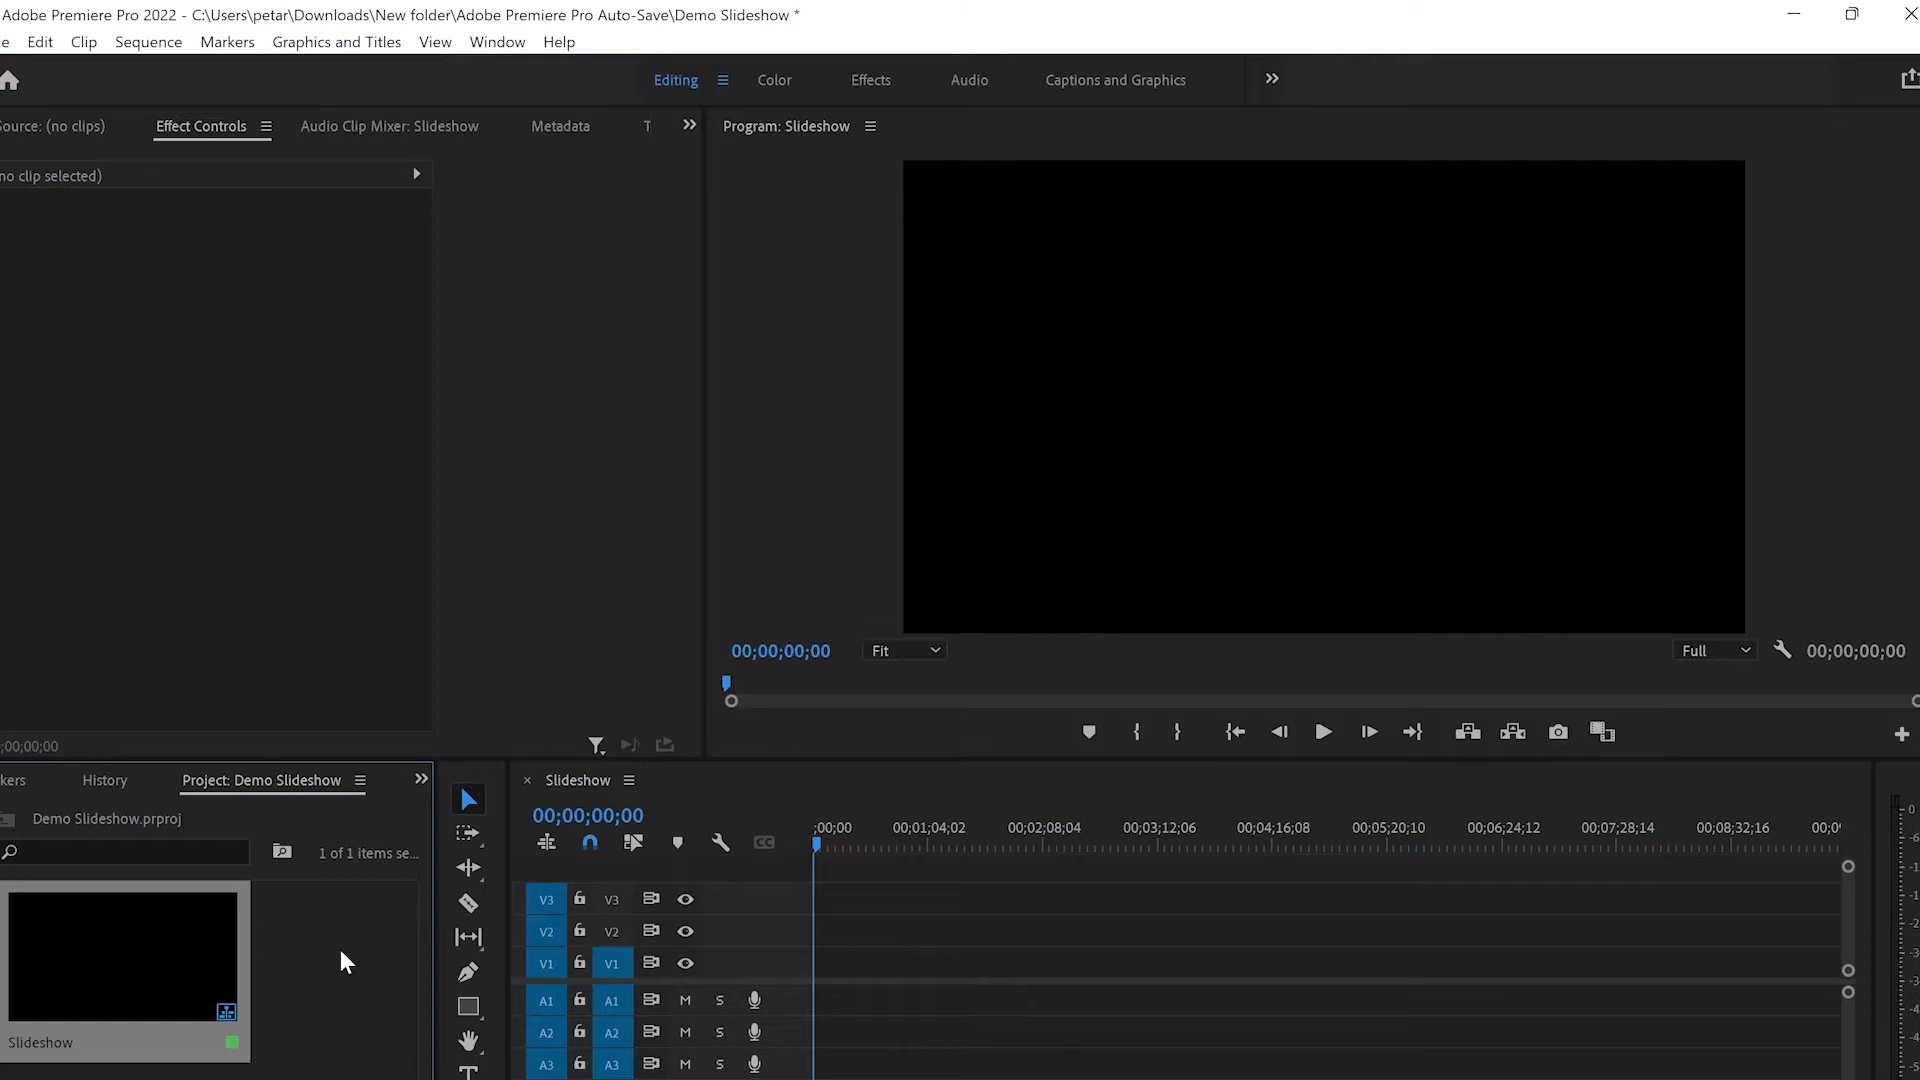 Adobe Premiere Pro 2022 - C:\Users\petar\Downloads\New folder\Adobe Premiere Pro Auto-Save\Demo Slideshow *
e Edit Clip Sequence Markers Graphics and Titles View Window Help
Editing Color Effects Audio Captions and Graphics
Source: (no clips) Effect Controls Audio Clip Mixer: Slideshow Metadata T
Program: Slideshow
no clip selected)
00;00;00;00 Fit Full 00;00;00;00
;00;00;00
kers History Project: Demo Slideshow
Demo Slideshow.prproj
1 of 1 items se...
Slideshow
× Slideshow
00;00;00;00
;00;00 00;01;04;02 00;02;08;04 00;03;12;06 00;04;16;08 00;05;20;10 00;06;24;12 00;07;28;14 00;08;32;16 00;0
V3 V3
V2 V2
V1 V1
A1 A1 M S
A2 A2 M S
A3 A3 M S